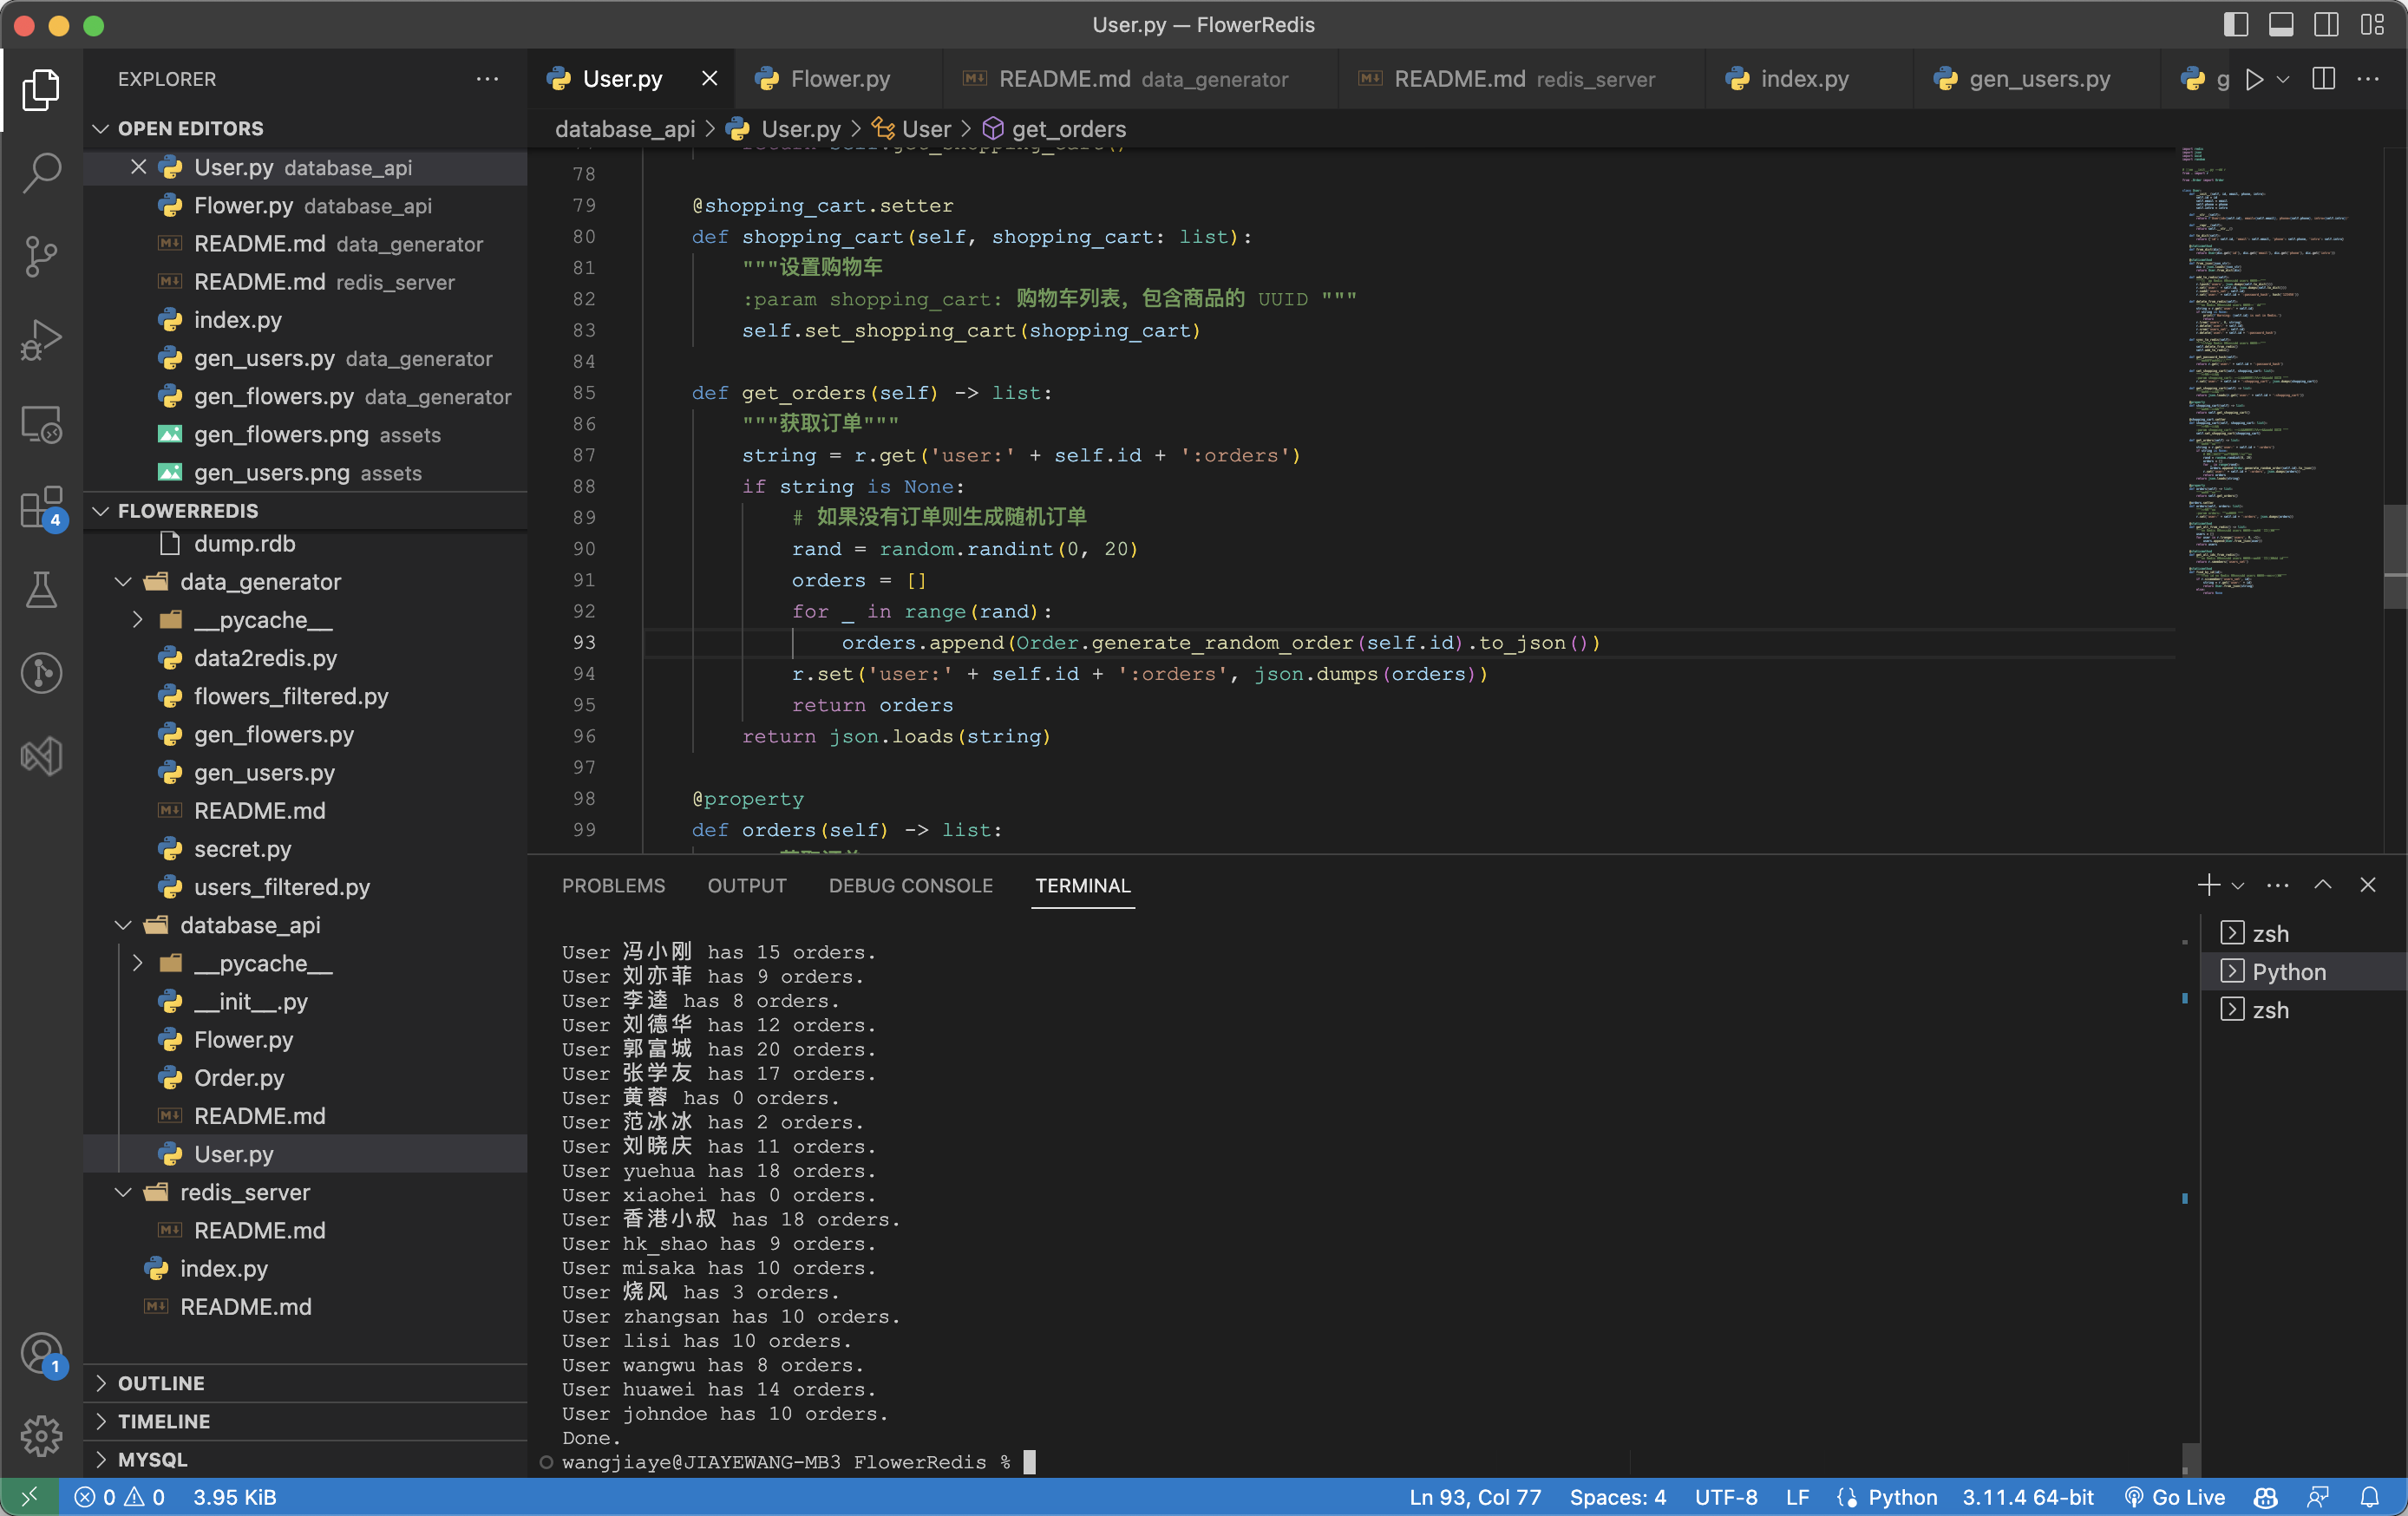 User.py — FlowerRedis
EXPLORER
OPEN EDITORS
User.py database_api
Flower.py database_api
README.md data_generator
README.md redis_server
index.py
gen_users.py data_generator
gen_flowers.py data_generator
gen_flowers.png assets
gen_users.png assets
FLOWERREDIS
dump.rdb
data_generator
__pycache__
data2redis.py
flowers_filtered.py
gen_flowers.py
gen_users.py
README.md
secret.py
users_filtered.py
database_api
__pycache__
__init__.py
Flower.py
Order.py
README.md
User.py
redis_server
README.md
index.py
README.md
OUTLINE
TIMELINE
MYSQL
4
1
User.py
Flower.py
README.md data_generator
README.md redis_server
index.py
gen_users.py
g
database_api > User.py > User > get_orders
78
79 @shopping_cart.setter
80 def shopping_cart(self, shopping_cart: list):
81 """设置购物车
82 :param shopping_cart: 购物车列表，包含商品的 UUID """
83 self.set_shopping_cart(shopping_cart)
84
85 def get_orders(self) -> list:
86 """获取订单"""
87 string = r.get('user:' + self.id + ':orders')
88 if string is None:
89 # 如果没有订单则生成随机订单
90 rand = random.randint(0, 20)
91 orders = []
92 for _ in range(rand):
93 orders.append(Order.generate_random_order(self.id).to_json())
94 r.set('user:' + self.id + ':orders', json.dumps(orders))
95 return orders
96 return json.loads(string)
97
98 @property
99 def orders(self) -> list:
PROBLEMS OUTPUT DEBUG CONSOLE TERMINAL
User 冯小刚 has 15 orders.
User 刘亦菲 has 9 orders.
User 李逵 has 8 orders.
User 刘德华 has 12 orders.
User 郭富城 has 20 orders.
User 张学友 has 17 orders.
User 黄蓉 has 0 orders.
User 范冰冰 has 2 orders.
User 刘晓庆 has 11 orders.
User yuehua has 18 orders.
User xiaohei has 0 orders.
User 香港小叔 has 18 orders.
User hk_shao has 9 orders.
User misaka has 10 orders.
User 烧风 has 3 orders.
User zhangsan has 10 orders.
User lisi has 10 orders.
User wangwu has 8 orders.
User huawei has 14 orders.
User johndoe has 10 orders.
Done.
wangjiaye@JIAYEWANG-MB3 FlowerRedis %
zsh
Python
zsh
0 0 3.95 KiB
Ln 93, Col 77 Spaces: 4 UTF-8 LF Python 3.11.4 64-bit Go Live